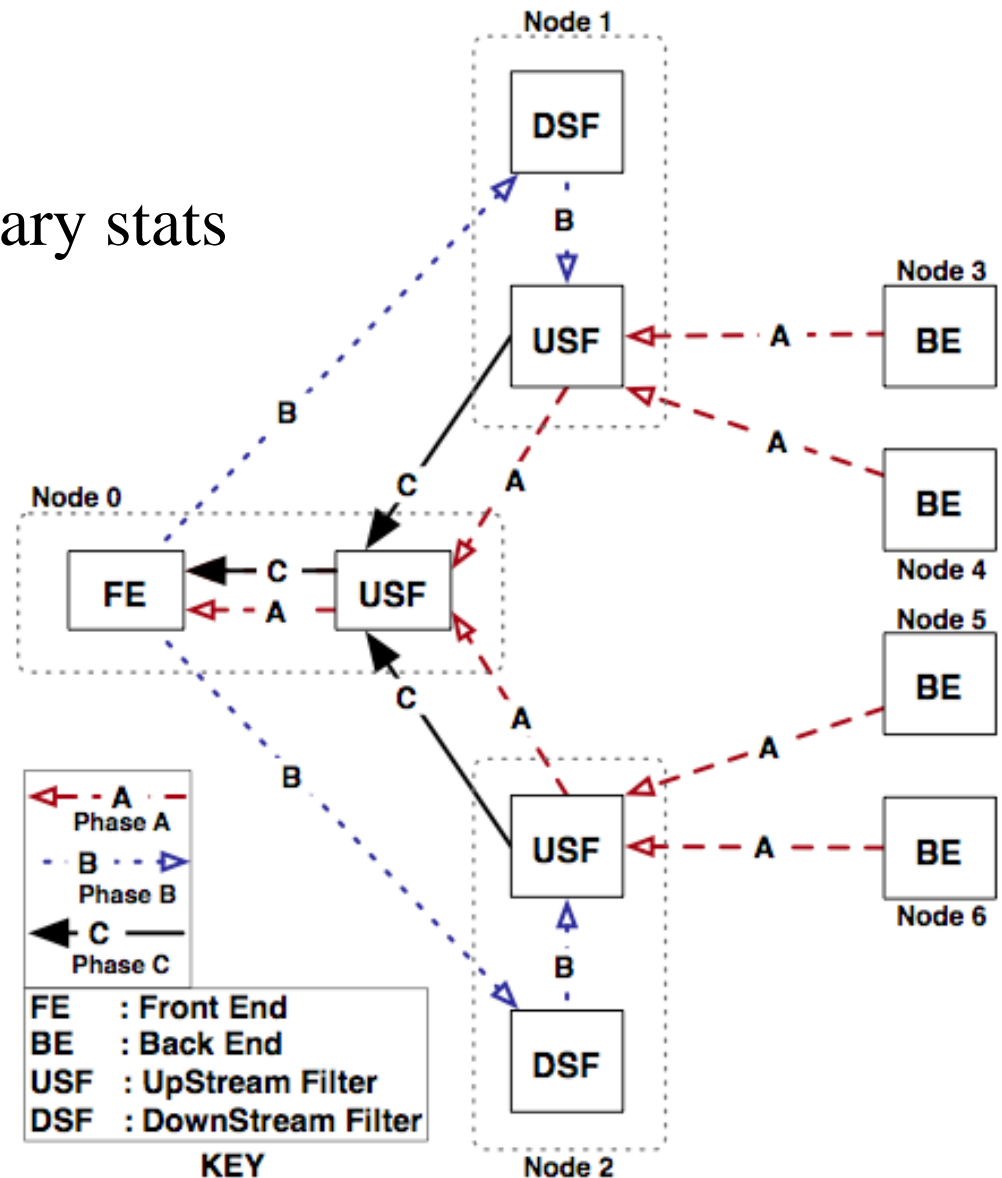 ary stats
Node 1
DSF
B
USF
Node 3
BE
A
A
BE
Node 4
B
C
A
Node 0
FE
C
A
USF
Node 5
BE
C
A
A
B
USF
A
BE
Node 6
B
DSF
Node 2
A
Phase A
B
Phase B
C
Phase C
FE : Front End
BE : Back End
USF : UpStream Filter
DSF : DownStream Filter
KEY